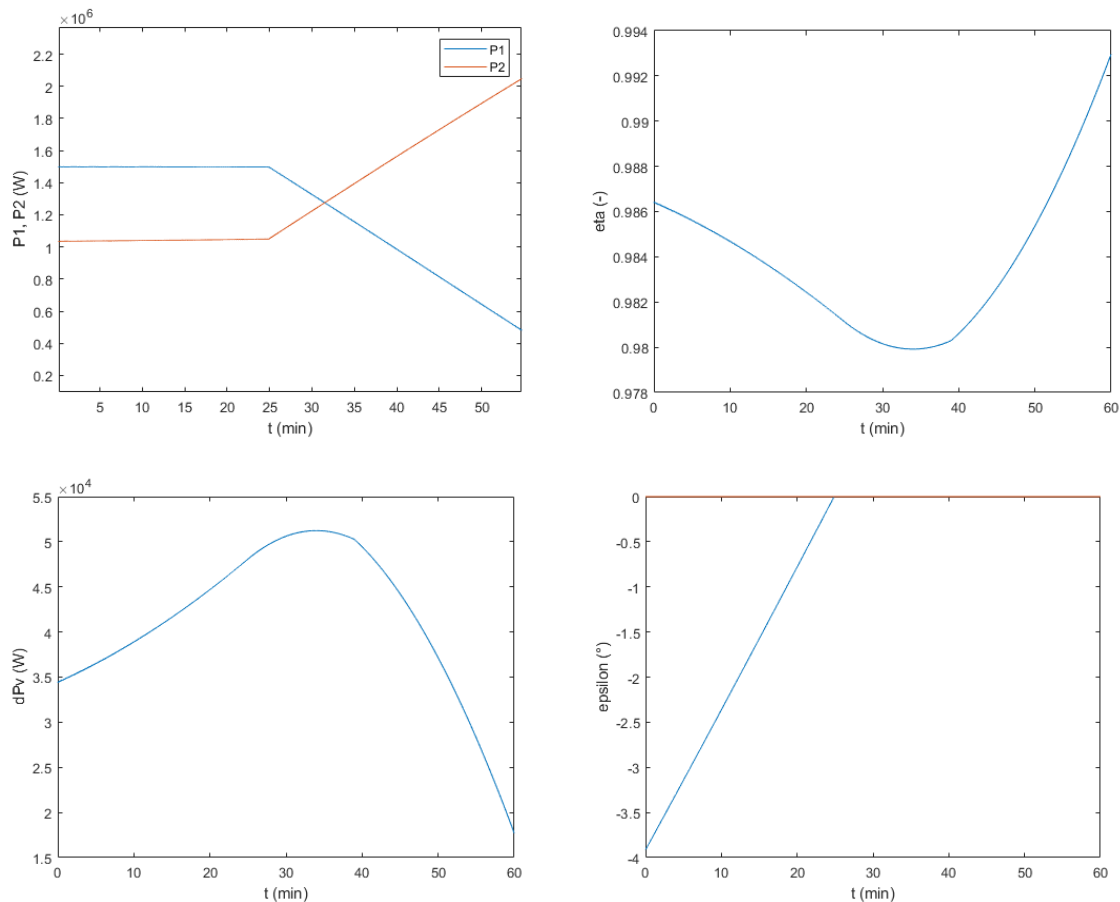 ×10^6
P1
P2
2.2
2
1.8
1.6
1.4
1.2
1
0.8
0.6
0.4
0.2
P1, P2 (W)
5 10 15 20 25 30 35 40 45 50
t (min)
0.994
0.992
0.99
0.988
0.986
0.984
0.982
0.98
0.978
eta (-)
0 10 20 30 40 50 60
t (min)
×10^4
5.5
5
4.5
4
3.5
3
2.5
2
1.5
dPv (W)
0 10 20 30 40 50 60
t (min)
0
-0.5
-1
-1.5
-2
-2.5
-3
-3.5
-4
epsilon (°)
0 10 20 30 40 50 60
t (min)